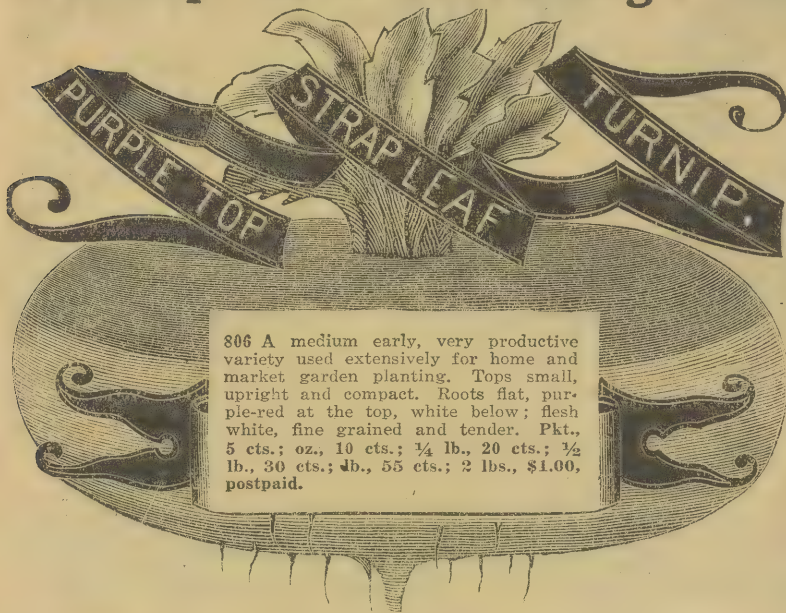 PURPLE TOP
STRAP LEAF
TURNIP.
806 A medium early, very productive
variety used extensively for home and
market garden planting. Tops small,
upright and compact. Roots flat, pur-
ple-red at the top, white below; flesh
white, fine grained and tender. Pkt.,
5 cts.; oz., 10 cts.; ¼ lb., 20 cts.; ½
lb., 30 cts.; lb., 55 cts.; 2 lbs., $1.00,
postpaid.